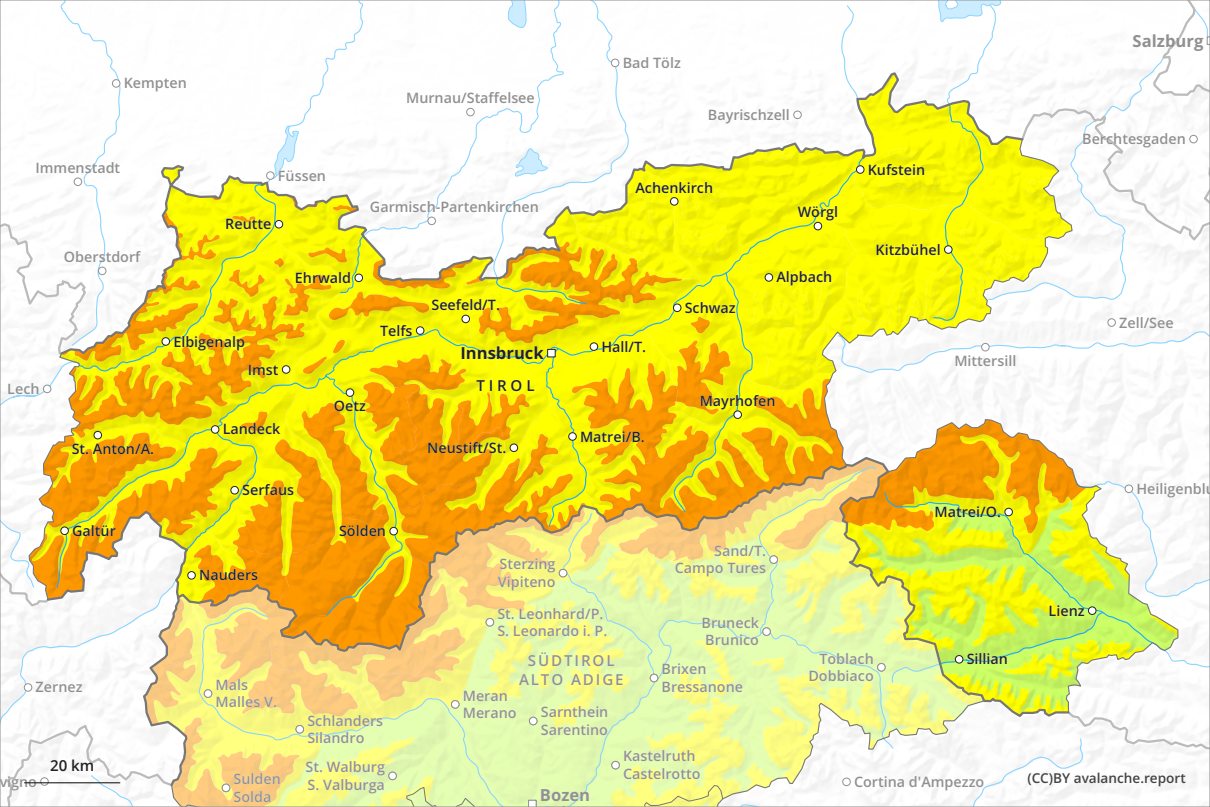 Salzburg
Bad Tölz
Kempten
Murnau/Staffelsee
Bayrischzell
Berchtesgaden
Immenstadt
Füssen
Kufstein
Achenkirch
Garmisch-Partenkirchen
Wörgl
Reutte
Kitzbühel
Oberstdorf
Ehrwald
Alpbach
Seefeld/T.
Schwaz
Telfs
Zell/See
Elbigenalp
Innsbruck
Hall/T.
Mittersill
Imst
TIROL
Lech
Oetz
Mayrhofen
Landeck
Matrei/B.
St. Anton/A.
Neustift/St.
Serfaus
Heiligenblu
Matrei/O.
Galtür
Sölden
Sand/T.
Campo Tures
Sterzing
Vipiteno
Nauders
St. Leonhard/P.
S. Leonardo i. P.
Lienz
Bruneck
Brunico
SÜDTIROL
ALTO ADIGE
Sillian
Toblach
Dobbiaco
Brixen
Bressanone
Zernez
Mals
Malles V.
Meran
Merano
Sarnthein
Sarentino
Schlanders
Silandro
Kastelruth
Castelrotto
20 km
St. Walburg
S. Valburga
vigno
Sulden
Solda
Cortina d'Ampezzo
(CC)BY avalanche.report
Bozen